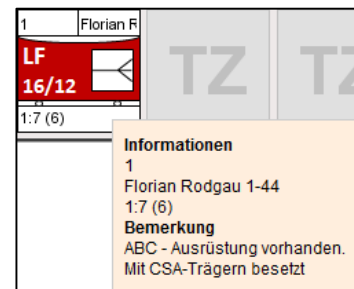 1 Florian R
LF
16/12
1:7 (6)
TZ TZ
Informationen
1
Florian Rodgau 1-44
1:7 (6)
Bemerkung
ABC - Ausrüstung vorhanden.
Mit CSA-Trägern besetzt